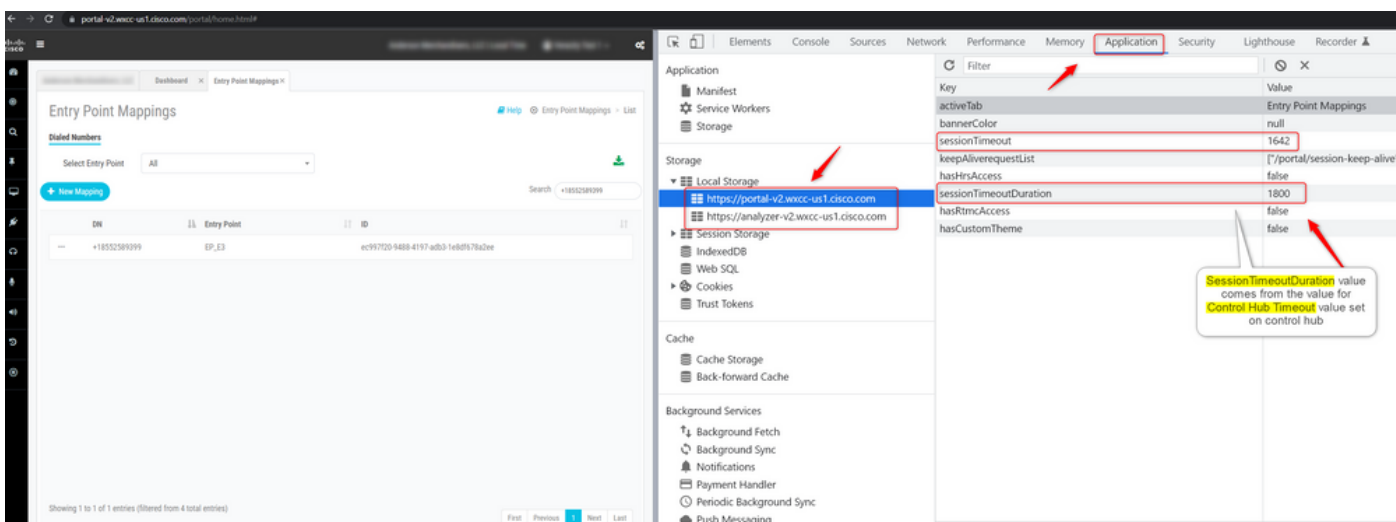 portal-v2.wxcc-us1.cisco.com/portal/home.html#
cisco
Dashboard × Entry Point Mappings ×
Entry Point Mappings
Help Entry Point Mappings > List
Dialed Numbers
Select Entry Point All
+ New Mapping
Search +18552589399
DN Entry Point ID
+18552589399 EP_E3 ec997f20-9488-4197-adb3-1e8df678a2ee
Showing 1 to 1 of 1 entries (filtered from 4 total entries)
First Previous 1 Next Last
Elements Console Sources Network Performance Memory Application Security Lighthouse Recorder
Application
Manifest
Service Workers
Storage
Storage
Local Storage
https://portal-v2.wxcc-us1.cisco.com
https://analyzer-v2.wxcc-us1.cisco.com
Session Storage
IndexedDB
Web SQL
Cookies
Trust Tokens
Cache
Cache Storage
Back-forward Cache
Background Services
Background Fetch
Background Sync
Notifications
Payment Handler
Periodic Background Sync
Push Messaging
Filter
Key Value
activeTab Entry Point Mappings
bannerColor null
sessionTimeout 1642
keepAliverequestList ["/portal/session-keep-alive
hasHrsAccess false
sessionTimeoutDuration 1800
hasRtmcAccess false
hasCustomTheme false
SessionTimeoutDuration value
comes from the value for
Control Hub Timeout value set
on control hub